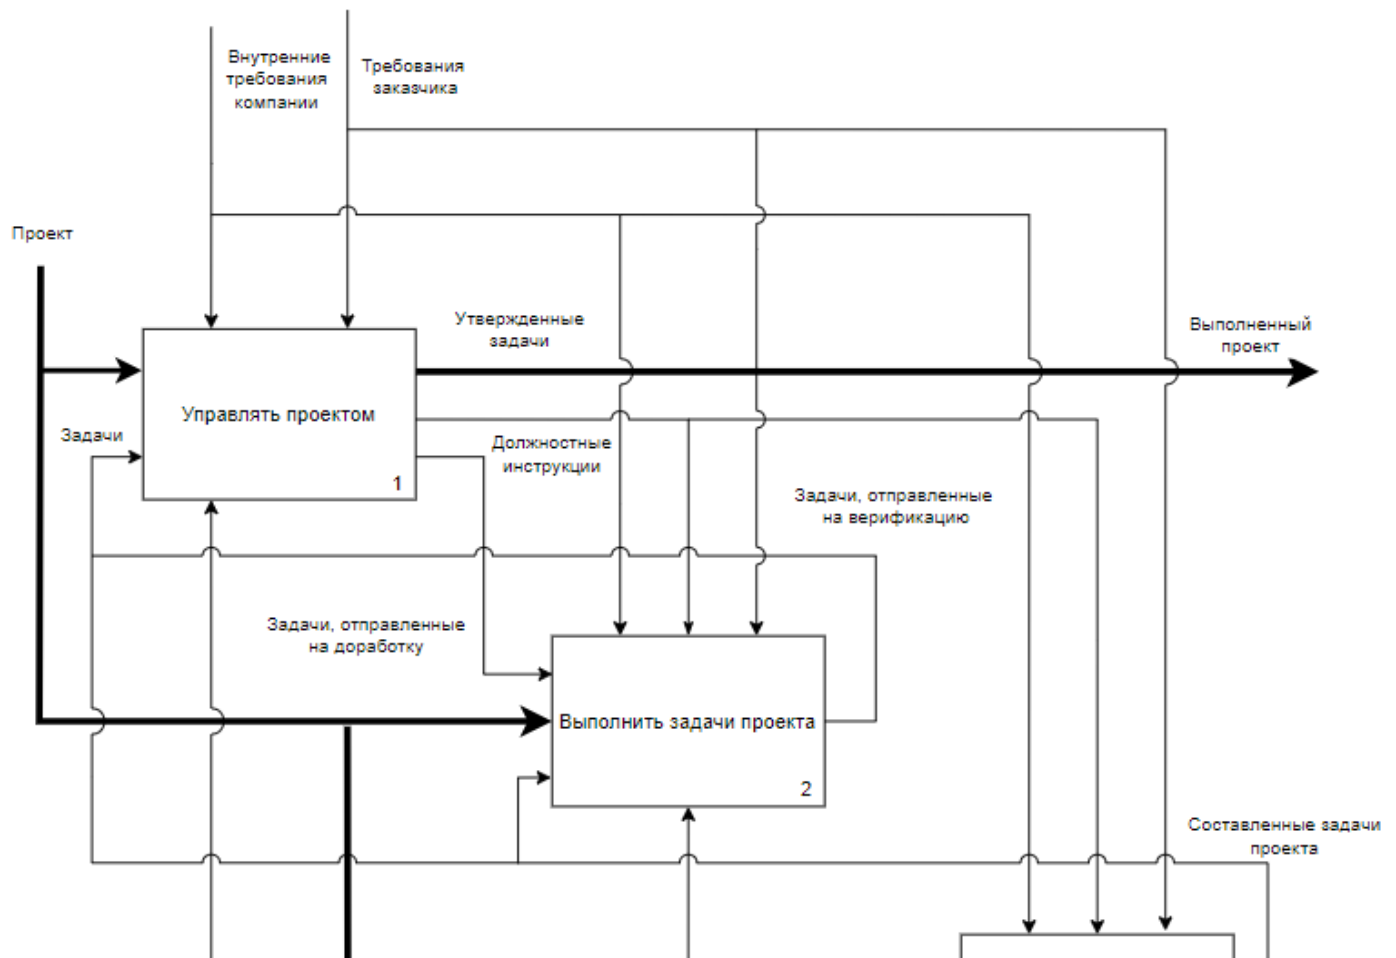 Внутренние
требования
компании
Требования
заказчика
Проект
Утвержденные
задачи
Выполненный
проект
Управлять проектом
Задачи
1
Должностные
инструкции
Задачи, отправленные
на верификацию
Задачи, отправленные
на доработку
Выполнить задачи проекта
2
Составленные задачи
проекта